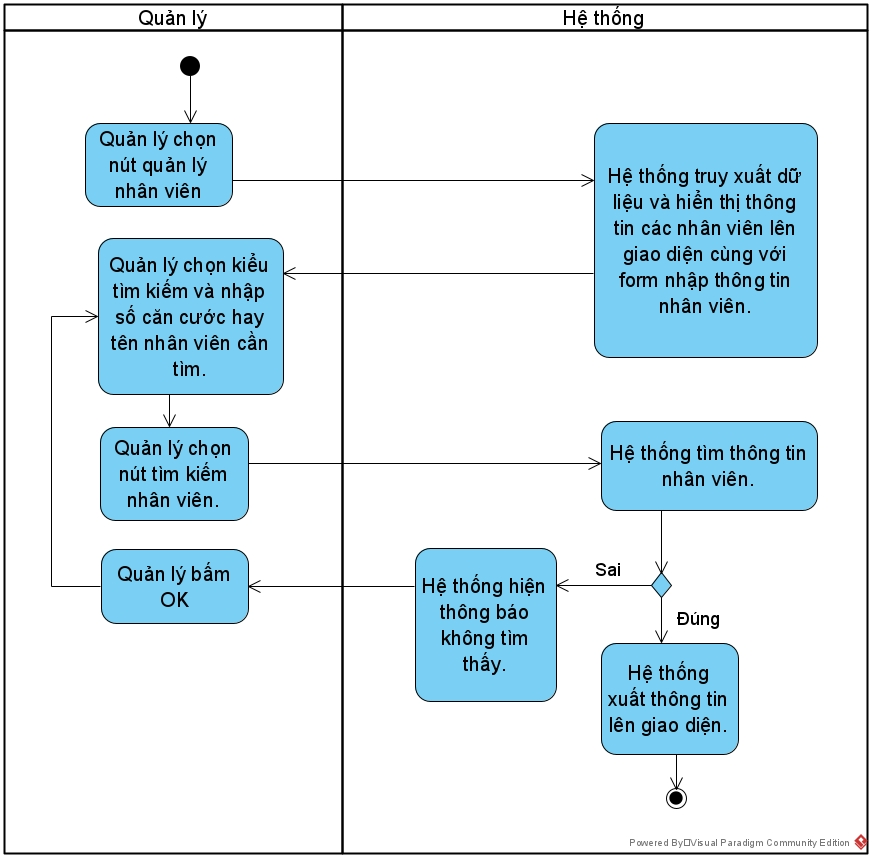 Quản lý
Hệ thống
Quản lý chọn
nút quản lý
nhân viên
Hệ thống truy xuất dữ
liệu và hiển thị thông
tin các nhân viên lên
giao diện cùng với
form nhập thông tin
nhân viên.
Quản lý chọn kiểu
tìm kiếm và nhập
số căn cước hay
tên nhân viên cần
tìm.
Quản lý chọn
nút tìm kiếm
nhân viên.
Hệ thống tìm thông tin
nhân viên.
Sai
Đúng
Hệ thống hiện
thông báo
không tìm
thấy.
Quản lý bấm
OK
Hệ thống
xuất thông tin
lên giao diện.
Powered By Visual Paradigm Community Edition